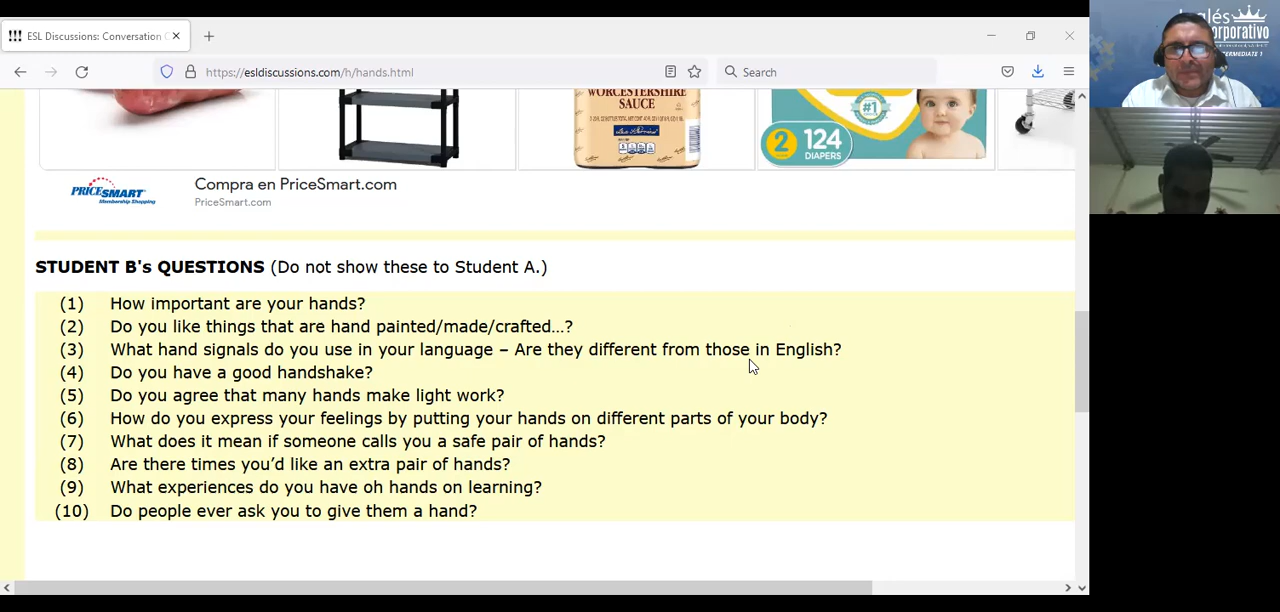 ESL Discussions: Conversation
https://esldiscussions.com/h/hands.html
Search
WORCESTERSHIRE
SAUCE
#1
2
124
DIAPERS
PRICESMART
Membership Shopping
Compra en PriceSmart.com
PriceSmart.com
STUDENT B's QUESTIONS (Do not show these to Student A.)
(1) How important are your hands?
(2) Do you like things that are hand painted/made/crafted…?
(3) What hand signals do you use in your language – Are they different from those in English?
(4) Do you have a good handshake?
(5) Do you agree that many hands make light work?
(6) How do you express your feelings by putting your hands on different parts of your body?
(7) What does it mean if someone calls you a safe pair of hands?
(8) Are there times you'd like an extra pair of hands?
(9) What experiences do you have oh hands on learning?
(10) Do people ever ask you to give them a hand?